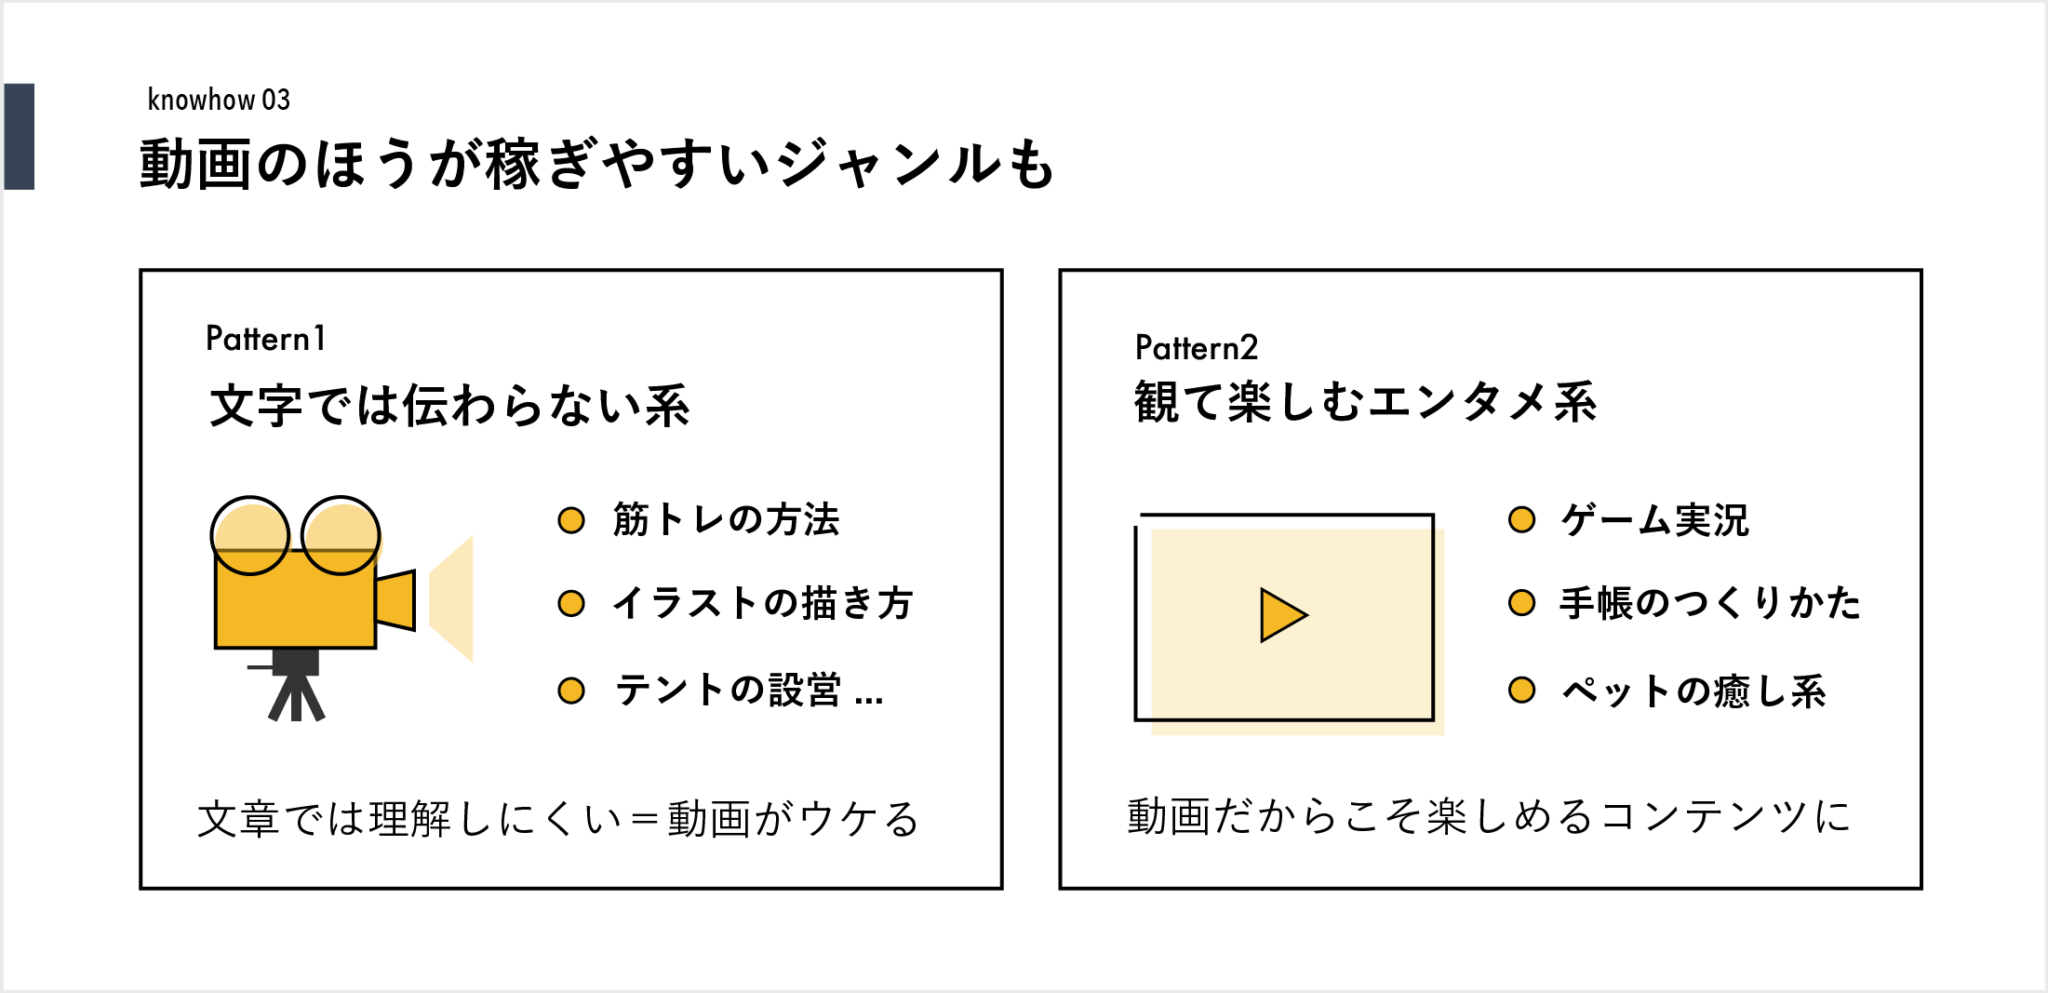 knowhow 03
動画のほうが稼ぎやすいジャンルも
Pattern1
文字では伝わらない系
筋トレの方法
イラストの描き方
テントの設営 ...
文章では理解しにくい＝動画がウケる
Pattern2
観て楽しむエンタメ系
ゲーム実況
手帳のつくりかた
ペットの癒し系
動画だからこそ楽しめるコンテンツに